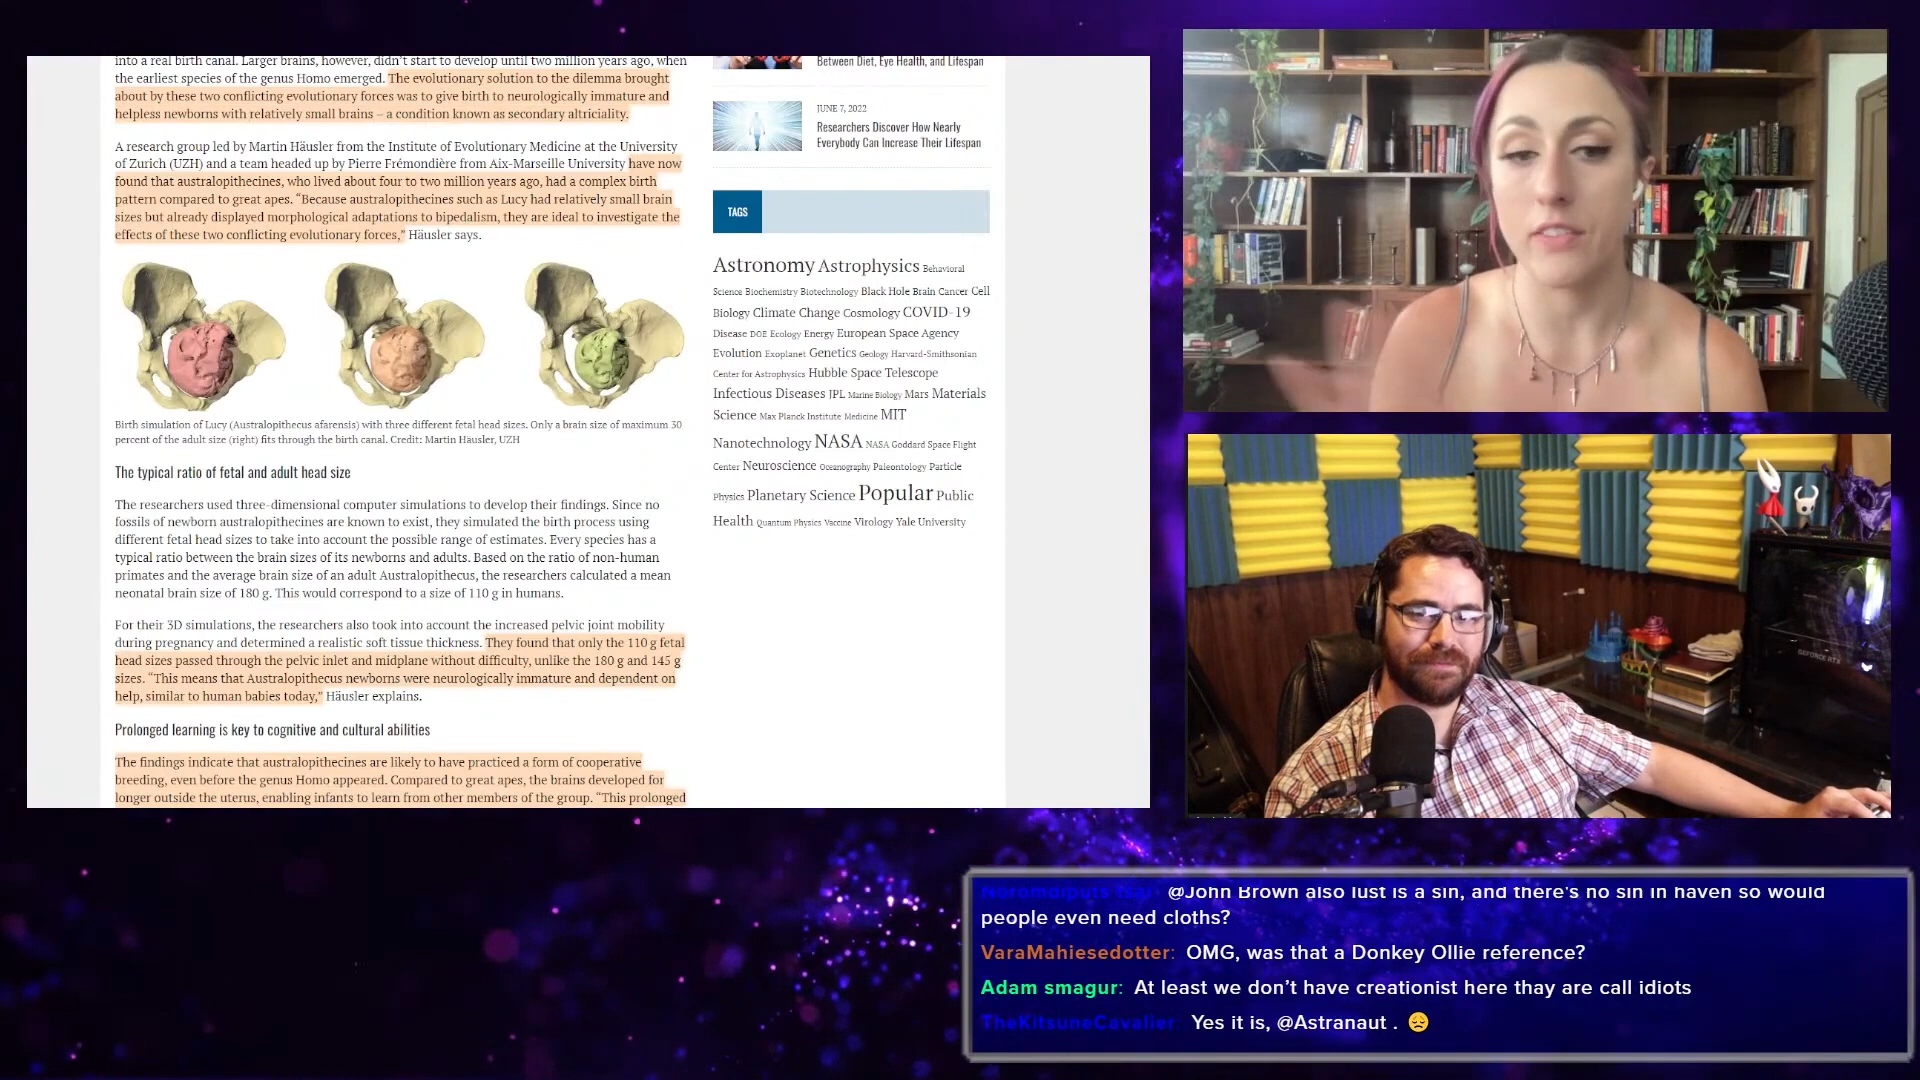 into a real birth canal. Larger brains, however, didn't start to develop until two million years ago, when
the earliest species of the genus Homo emerged. The evolutionary solution to the dilemma brought
about by these two conflicting evolutionary forces was to give birth to neurologically immature and
helpless newborns with relatively small brains – a condition known as secondary altriciality.
A research group led by Martin Häusler from the Institute of Evolutionary Medicine at the University
of Zurich (UZH) and a team headed up by Pierre Frémondière from Aix-Marseille University have now
found that australopithecines, who lived about four to two million years ago, had a complex birth
pattern compared to great apes. “Because australopithecines such as Lucy had relatively small brain
sizes but already displayed morphological adaptations to bipedalism, they are ideal to investigate the
effects of these two conflicting evolutionary forces,” Häusler says.
Birth simulation of Lucy (Australopithecus afarensis) with three different fetal head sizes. Only a brain size of maximum 30
percent of the adult size (right) fits through the birth canal. Credit: Martin Häusler, UZH
The typical ratio of fetal and adult head size
The researchers used three-dimensional computer simulations to develop their findings. Since no
fossils of newborn australopithecines are known to exist, they simulated the birth process using
different fetal head sizes to take into account the possible range of estimates. Every species has a
typical ratio between the brain sizes of its newborns and adults. Based on the ratio of non-human
primates and the average brain size of an adult Australopithecus, the researchers calculated a mean
neonatal brain size of 180 g. This would correspond to a size of 110 g in humans.
For their 3D simulations, the researchers also took into account the increased pelvic joint mobility
during pregnancy and determined a realistic soft tissue thickness. They found that only the 110 g fetal
head sizes passed through the pelvic inlet and midplane without difficulty, unlike the 180 g and 145 g
sizes. “This means that Australopithecus newborns were neurologically immature and dependent on
help, similar to human babies today,” Häusler explains.
Prolonged learning is key to cognitive and cultural abilities
The findings indicate that australopithecines are likely to have practiced a form of cooperative
breeding, even before the genus Homo appeared. Compared to great apes, the brains developed for
longer outside the uterus, enabling infants to learn from other members of the group. “This prolonged
Between Diet, Eye Health, and Lifespan
JUNE 7, 2022
Researchers Discover How Nearly
Everybody Can Increase Their Lifespan
TAGS
Astronomy Astrophysics Behavioral
Science Biochemistry Biotechnology Black Hole Brain Cancer Cell
Biology Climate Change Cosmology COVID-19
Disease DOE Ecology Energy European Space Agency
Evolution Exoplanet Genetics Geology Harvard-Smithsonian
Center for Astrophysics Hubble Space Telescope
Infectious Diseases JPL Marine Biology Mars Materials
Science Max Planck Institute Medicine MIT
Nanotechnology NASA NASA Goddard Space Flight
Center Neuroscience Oceanography Paleontology Particle
Physics Planetary Science Popular Public
Health Quantum Physics Vaccine Virology Yale University
GEFORCE RTX
@John Brown also lust is a sin, and there's no sin in haven so would
people even need cloths?
VaraMahiesedotter: OMG, was that a Donkey Ollie reference?
Adam smagur: At least we don't have creationist here thay are call idiots
TheKitsuneCavalier: Yes it is, @Astranaut . 😔